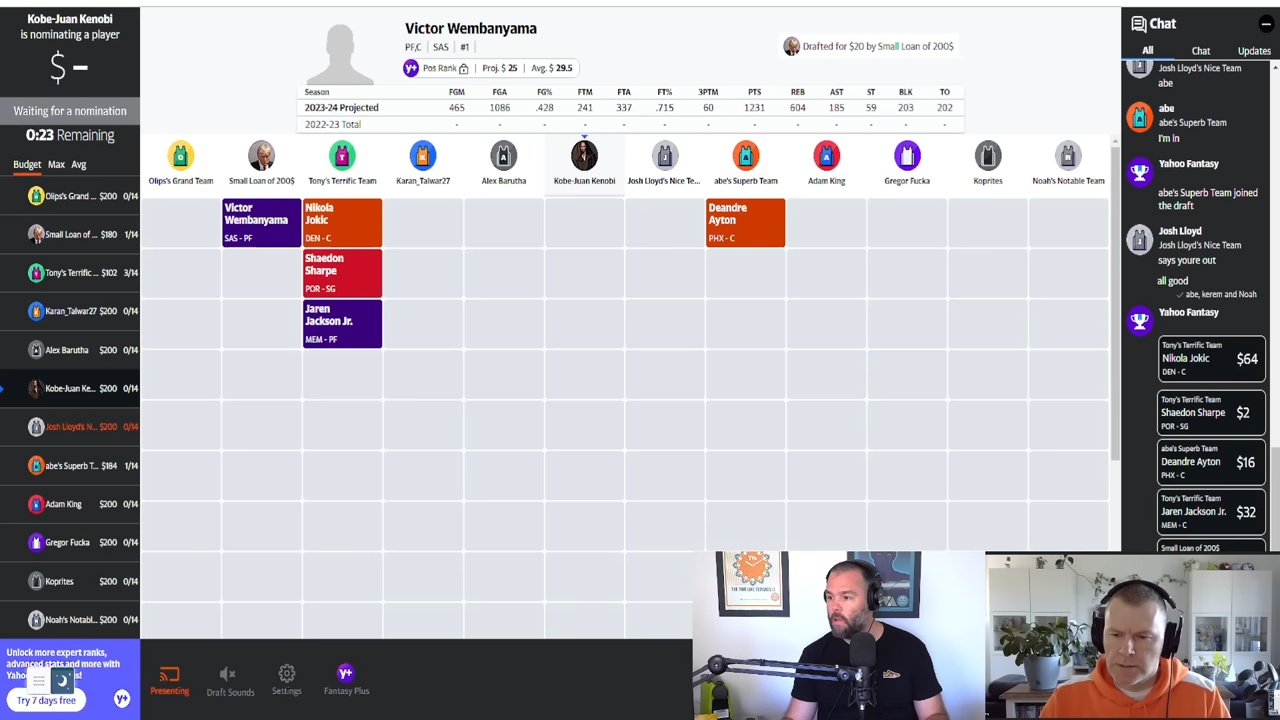 Kobe-Juan Kenobi
is nominating a player
$ –
Waiting for a nomination
0:23 Remaining
Budget Max Avg
Olips's Grand Team $200 0/14
Small Loan of ... $180 1/14
Tony's Terrific ... $102 3/14
Karan_Talwar27 $200 0/14
Alex Barutha $200 0/14
Kobe-Juan Ke... $200 0/14
Josh Lloyd's N... $200 0/14
abe's Superb T... $184 1/14
Adam King $200 0/14
Gregor Fucka $200 0/14
Koprites $200 0/14
Noah's Notabl... $200 0/14
Unlock more expert ranks,
advanced stats and more with
Try 7 days free
y+
Victor Wembanyama
PF,C SAS #1
y+ Pos Rank Proj. $ 25 Avg. $ 29.5
Drafted for $20 by Small Loan of 200$
Season FGM FGA FG% FTM FTA FT% 3PTM PTS REB AST ST BLK TO
2023-24 Projected 465 1086 .428 241 337 .715 60 1231 604 185 59 203 202
2022-23 Total - - - - - - - - - - - - -
Olips's Grand Team Small Loan of 200$ Tony's Terrific Team Karan_Talwar27 Alex Barutha Kobe-Juan Kenobi Josh Lloyd's Nice Te... abe's Superb Team Adam King Gregor Fucka Koprites Noah's Notable Team
Victor
Wembanyama
SAS - PF
Nikola
Jokic
DEN - C
Deandre
Ayton
PHX - C
Shaedon
Sharpe
POR - SG
Jaren
Jackson Jr.
MEM - PF
Presenting
Draft Sounds
Settings
y+
Fantasy Plus
Chat
All Chat Updates
Josh Lloyd's Nice Team
abe
abe
abe's Superb Team
I'm in
Yahoo Fantasy
abe's Superb Team joined
the draft
Josh Lloyd
Josh Lloyd's Nice Team
says youre out
all good
abe, kerem and Noah
Yahoo Fantasy
Tony's Terrific Team
Nikola Jokic $64
DEN - C
Tony's Terrific Team
Shaedon Sharpe $2
POR - SG
abe's Superb Team
Deandre Ayton $16
PHX - C
Tony's Terrific Team
Jaren Jackson Jr. $32
MEM - C
Small Loan of 200$